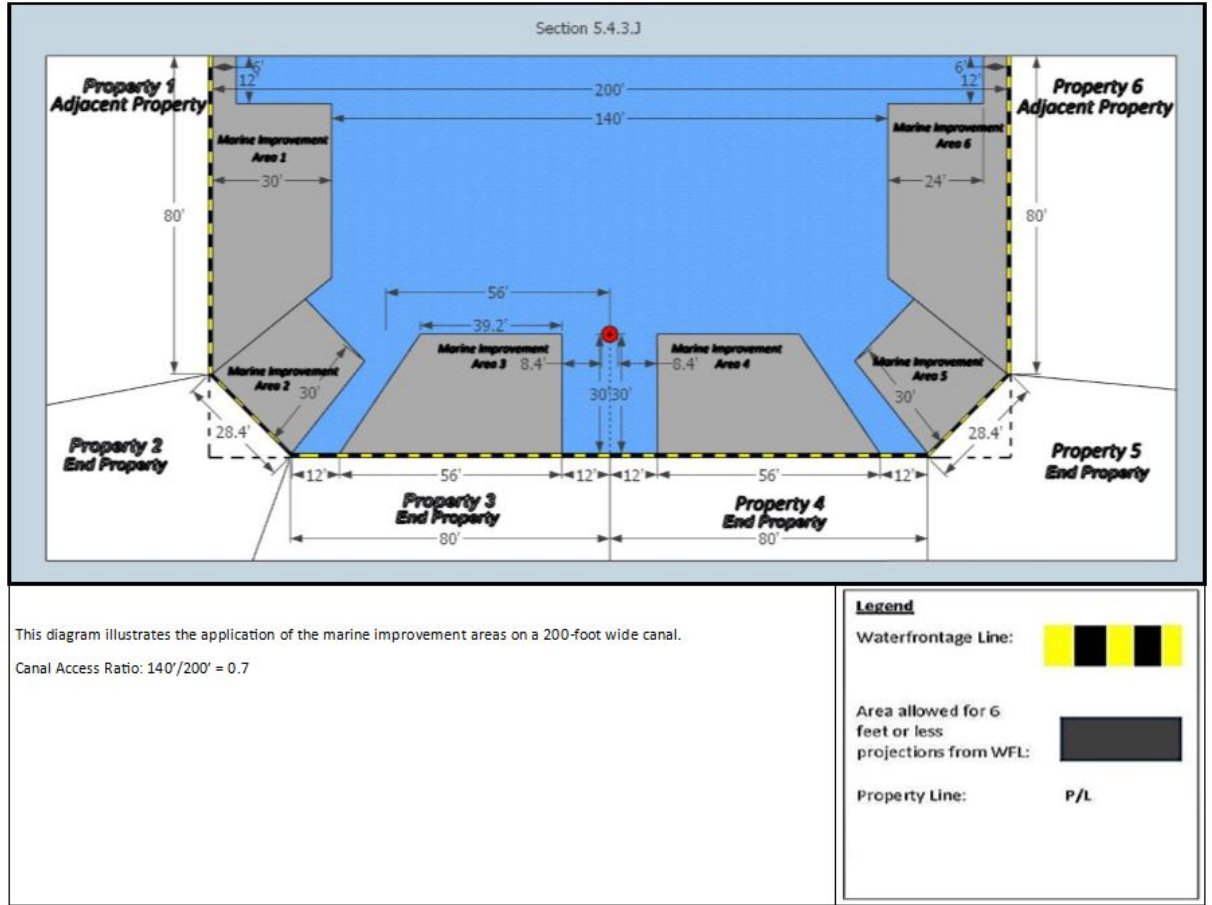 Section 5.4.3.J
6'
12'
6'
12'
Property 1
Adjacent Property
Property 6
Adjacent Property
200'
140'
Marine Improvement
Area 1
Marine Improvement
Area 6
30'
24'
80'
80'
56'
39.2'
Marine Improvement
Area 3
8.4'
Marine Improvement
Area 4
8.4'
Marine Improvement
Area 2
30'
Marine Improvement
Area 5
30'
30'
30'
28.4'
28.4'
Property 2
End Property
Property 5
End Property
12'
56'
12'
12'
56'
12'
Property 3
End Property
Property 4
End Property
80'
80'
This diagram illustrates the application of the marine improvement areas on a 200-foot wide canal.
Canal Access Ratio: 140'/200' = 0.7
Legend
Waterfrontage Line:
Area allowed for 6
feet or less
projections from WFL:
Property Line:
P/L